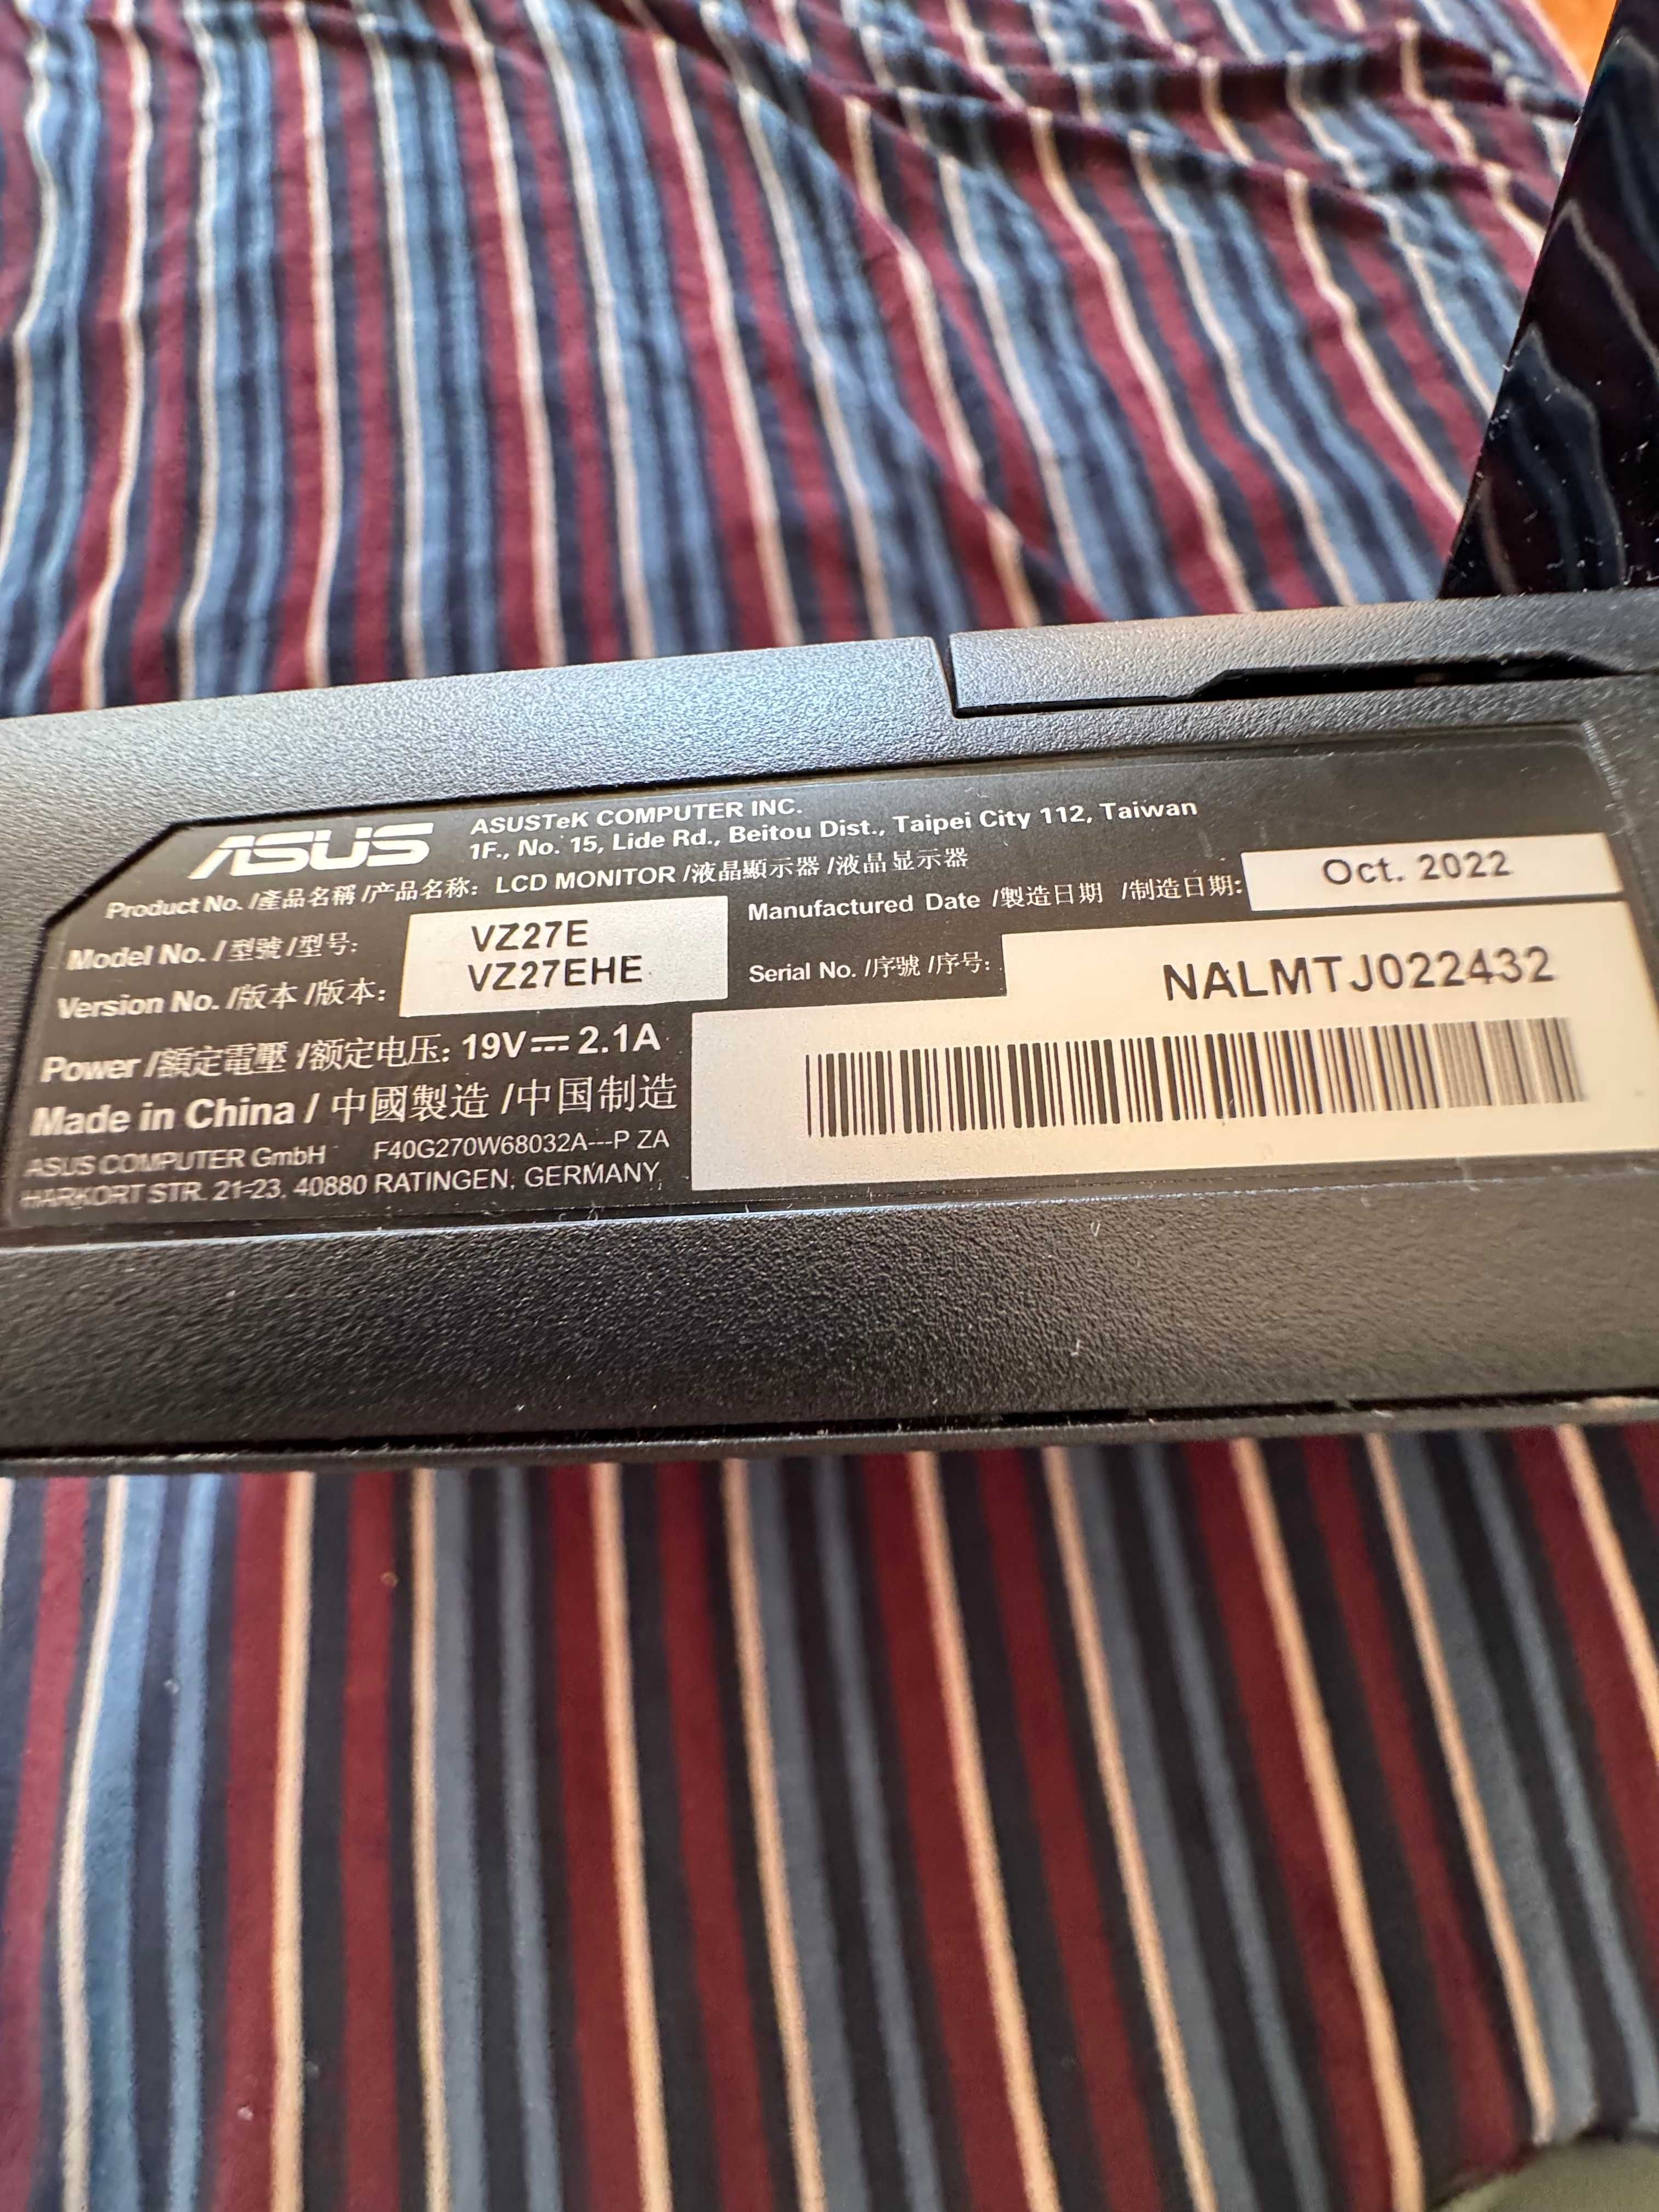 ASUS
ASUSTeK COMPUTER INC.
1F., No. 15, Lide Rd., Beitou Dist., Taipei City 112, Taiwan
Product No. /產品名稱 /产品名称: LCD MONITOR /液晶顯示器 /液晶显示器
Model No. /型號 /型号: VZ27E
Version No. /版本 /版本: VZ27EHE
Manufactured Date /製造日期 /制造日期: Oct. 2022
Serial No. /序號 /序号: NALMTJ022432
Power /額定電壓 /额定电压: 19V⎓2.1A
Made in China / 中國製造 /中国制造
ASUS COMPUTER GmbH F40G270W68032A---P ZA
HARKORT STR. 21-23, 40880 RATINGEN, GERMANY